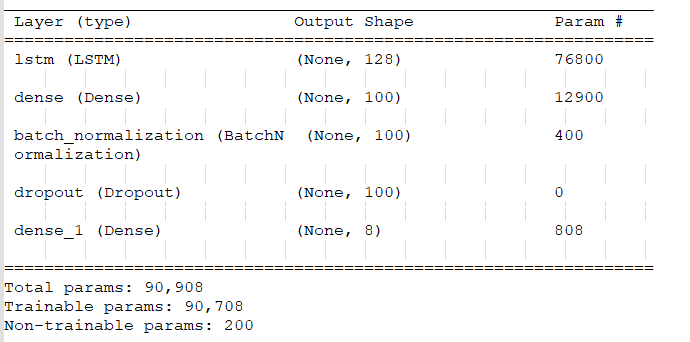 Layer (type) Output Shape Param #
=================================================================
lstm (LSTM) (None, 128) 76800
dense (Dense) (None, 100) 12900
batch_normalization (BatchN (None, 100) 400
ormalization)
dropout (Dropout) (None, 100) 0
dense_1 (Dense) (None, 8) 808
=================================================================
Total params: 90,908
Trainable params: 90,708
Non-trainable params: 200